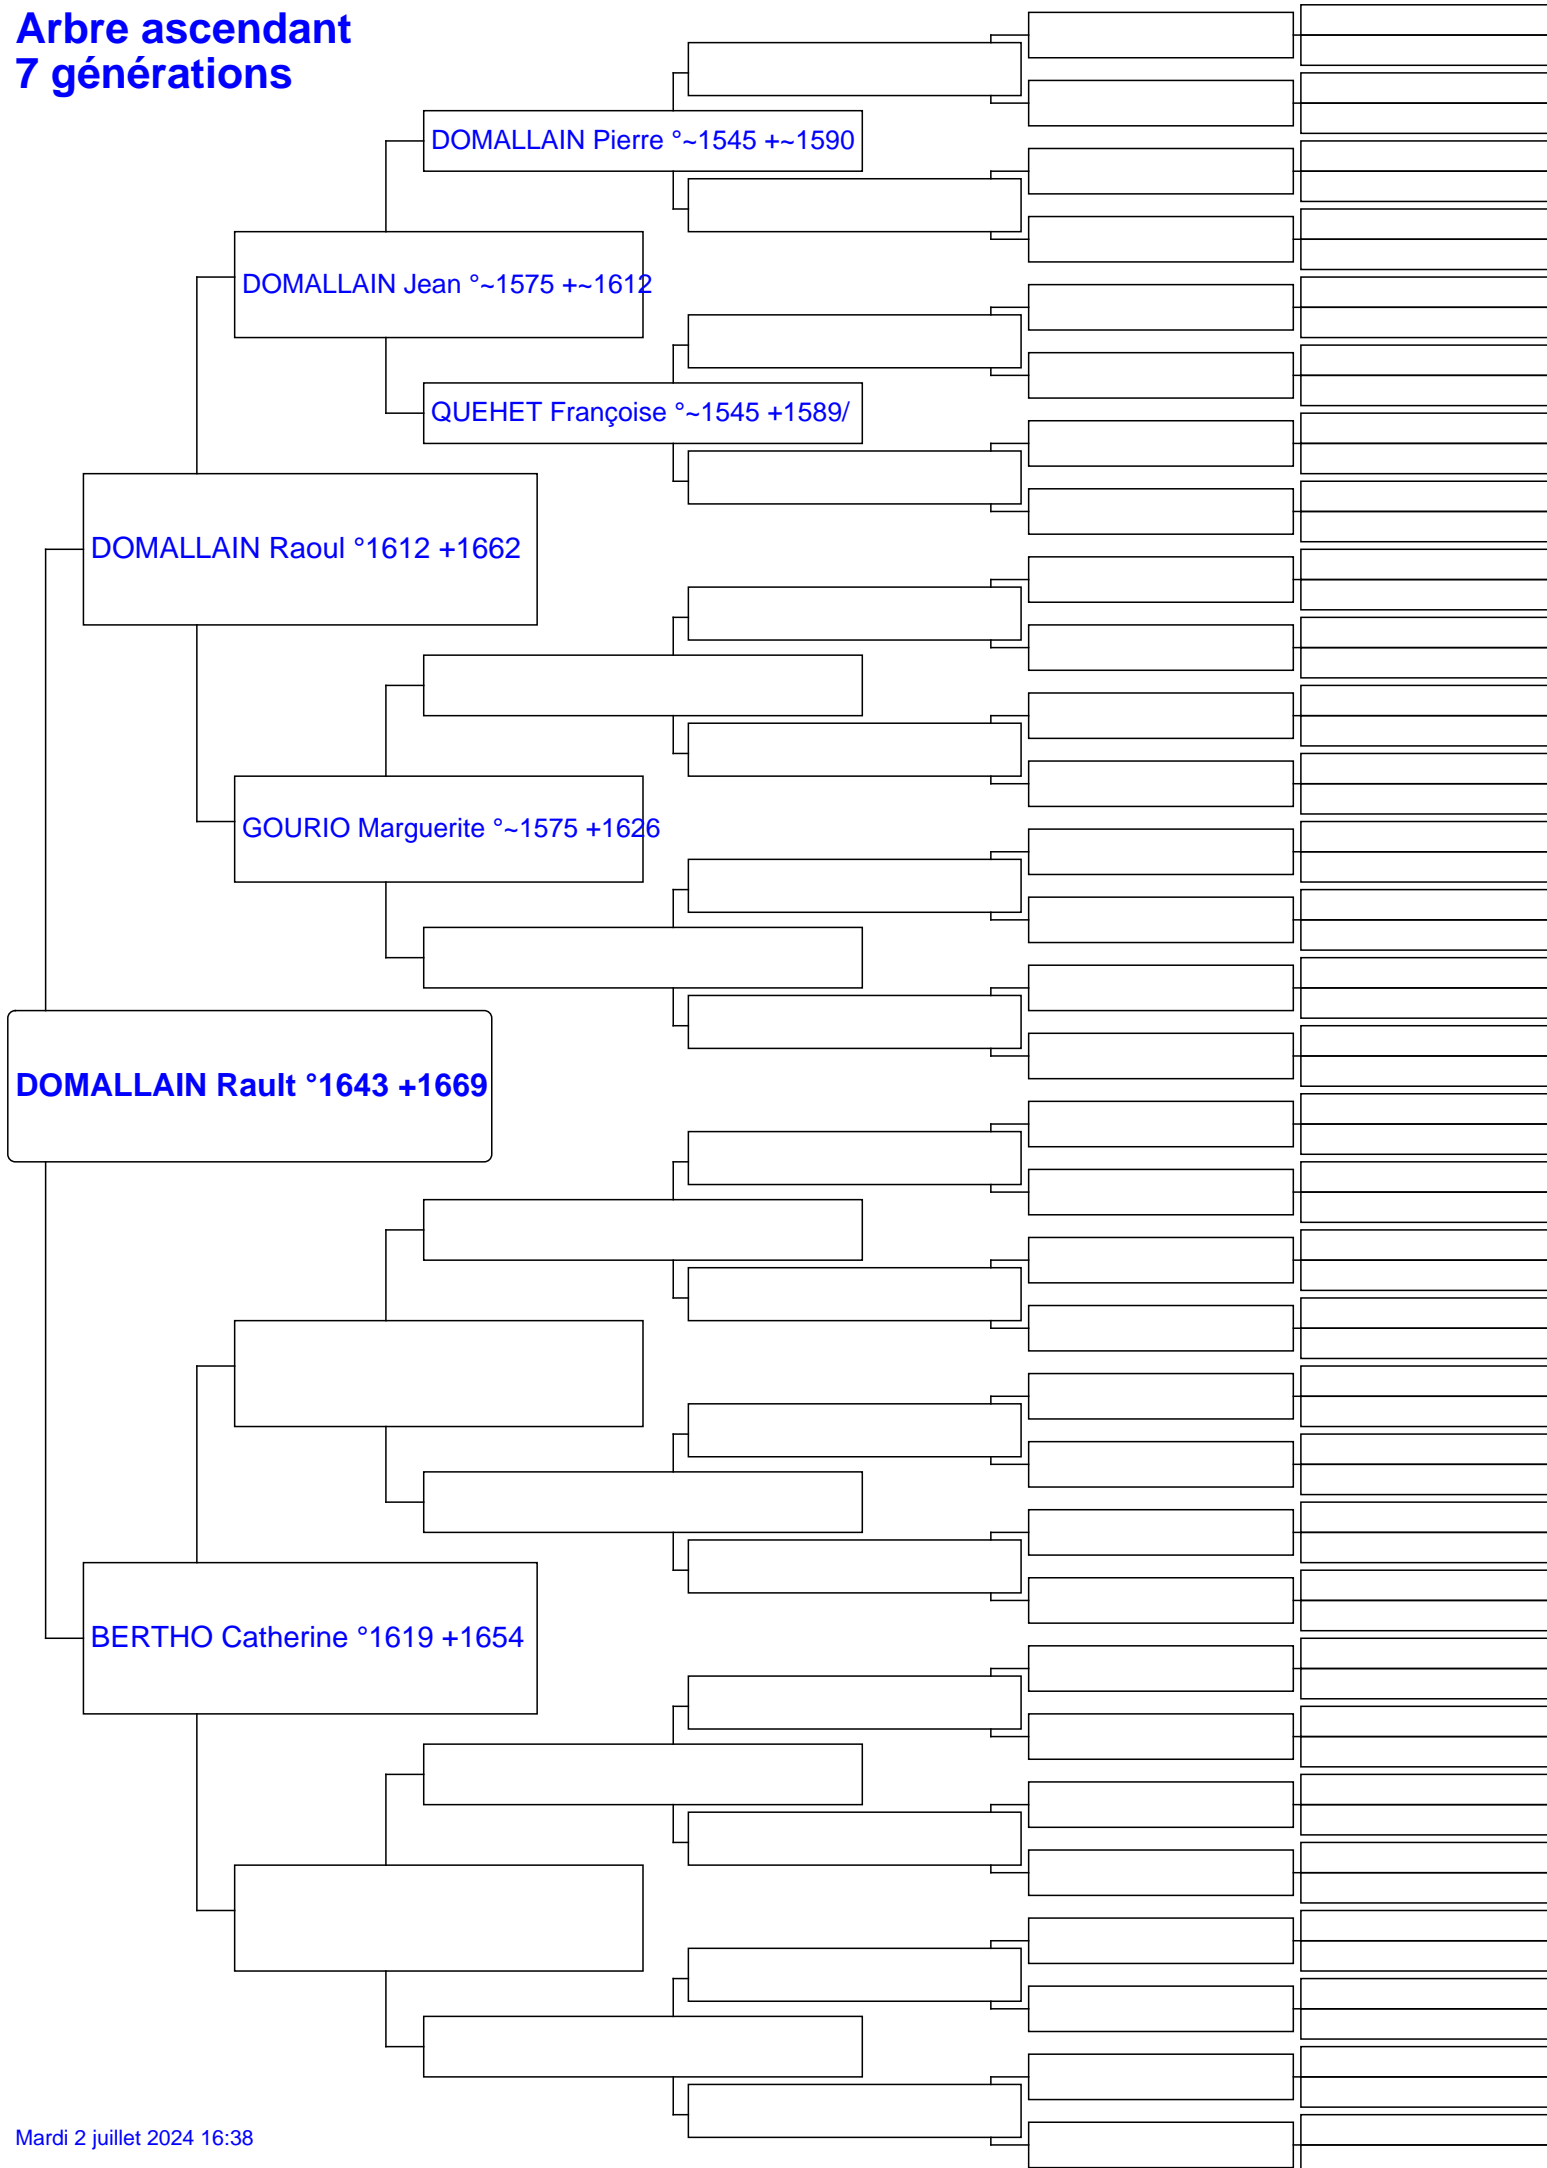 Arbre ascendant
7 générations
DOMALLAIN Pierre °~1545 +~1590
DOMALLAIN Jean °~1575 +~1612
QUEHET Françoise °~1545 +1589/
DOMALLAIN Raoul °1612 +1662
GOURIO Marguerite °~1575 +1626
DOMALLAIN Rault °1643 +1669
BERTHO Catherine °1619 +1654
Mardi 2 juillet 2024 16:38